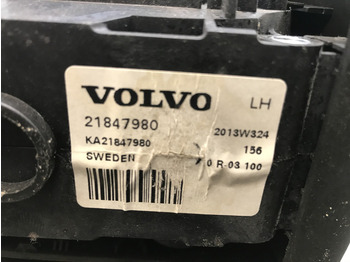 VOLVO LH
21847980 2013W324
KA21847980 156
SWEDEN 0 R-03 100